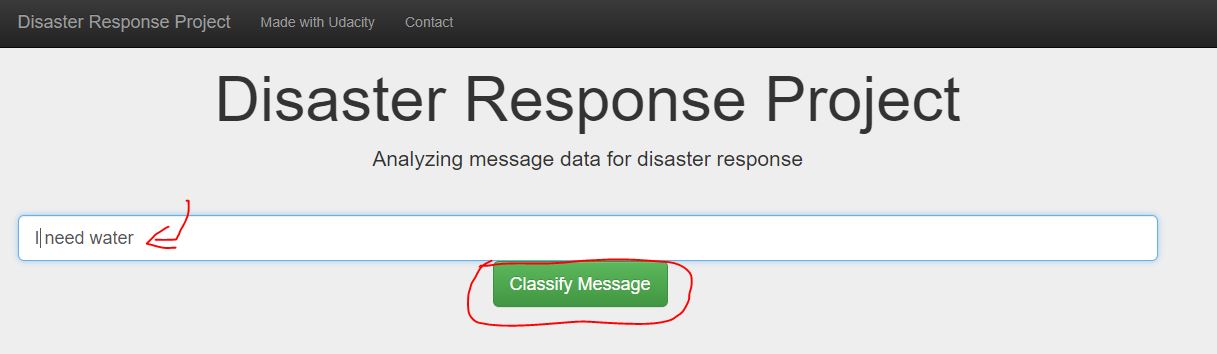 Disaster Response Project Made with Udacity Contact
Disaster Response Project
Analyzing message data for disaster response
I need water
Classify Message